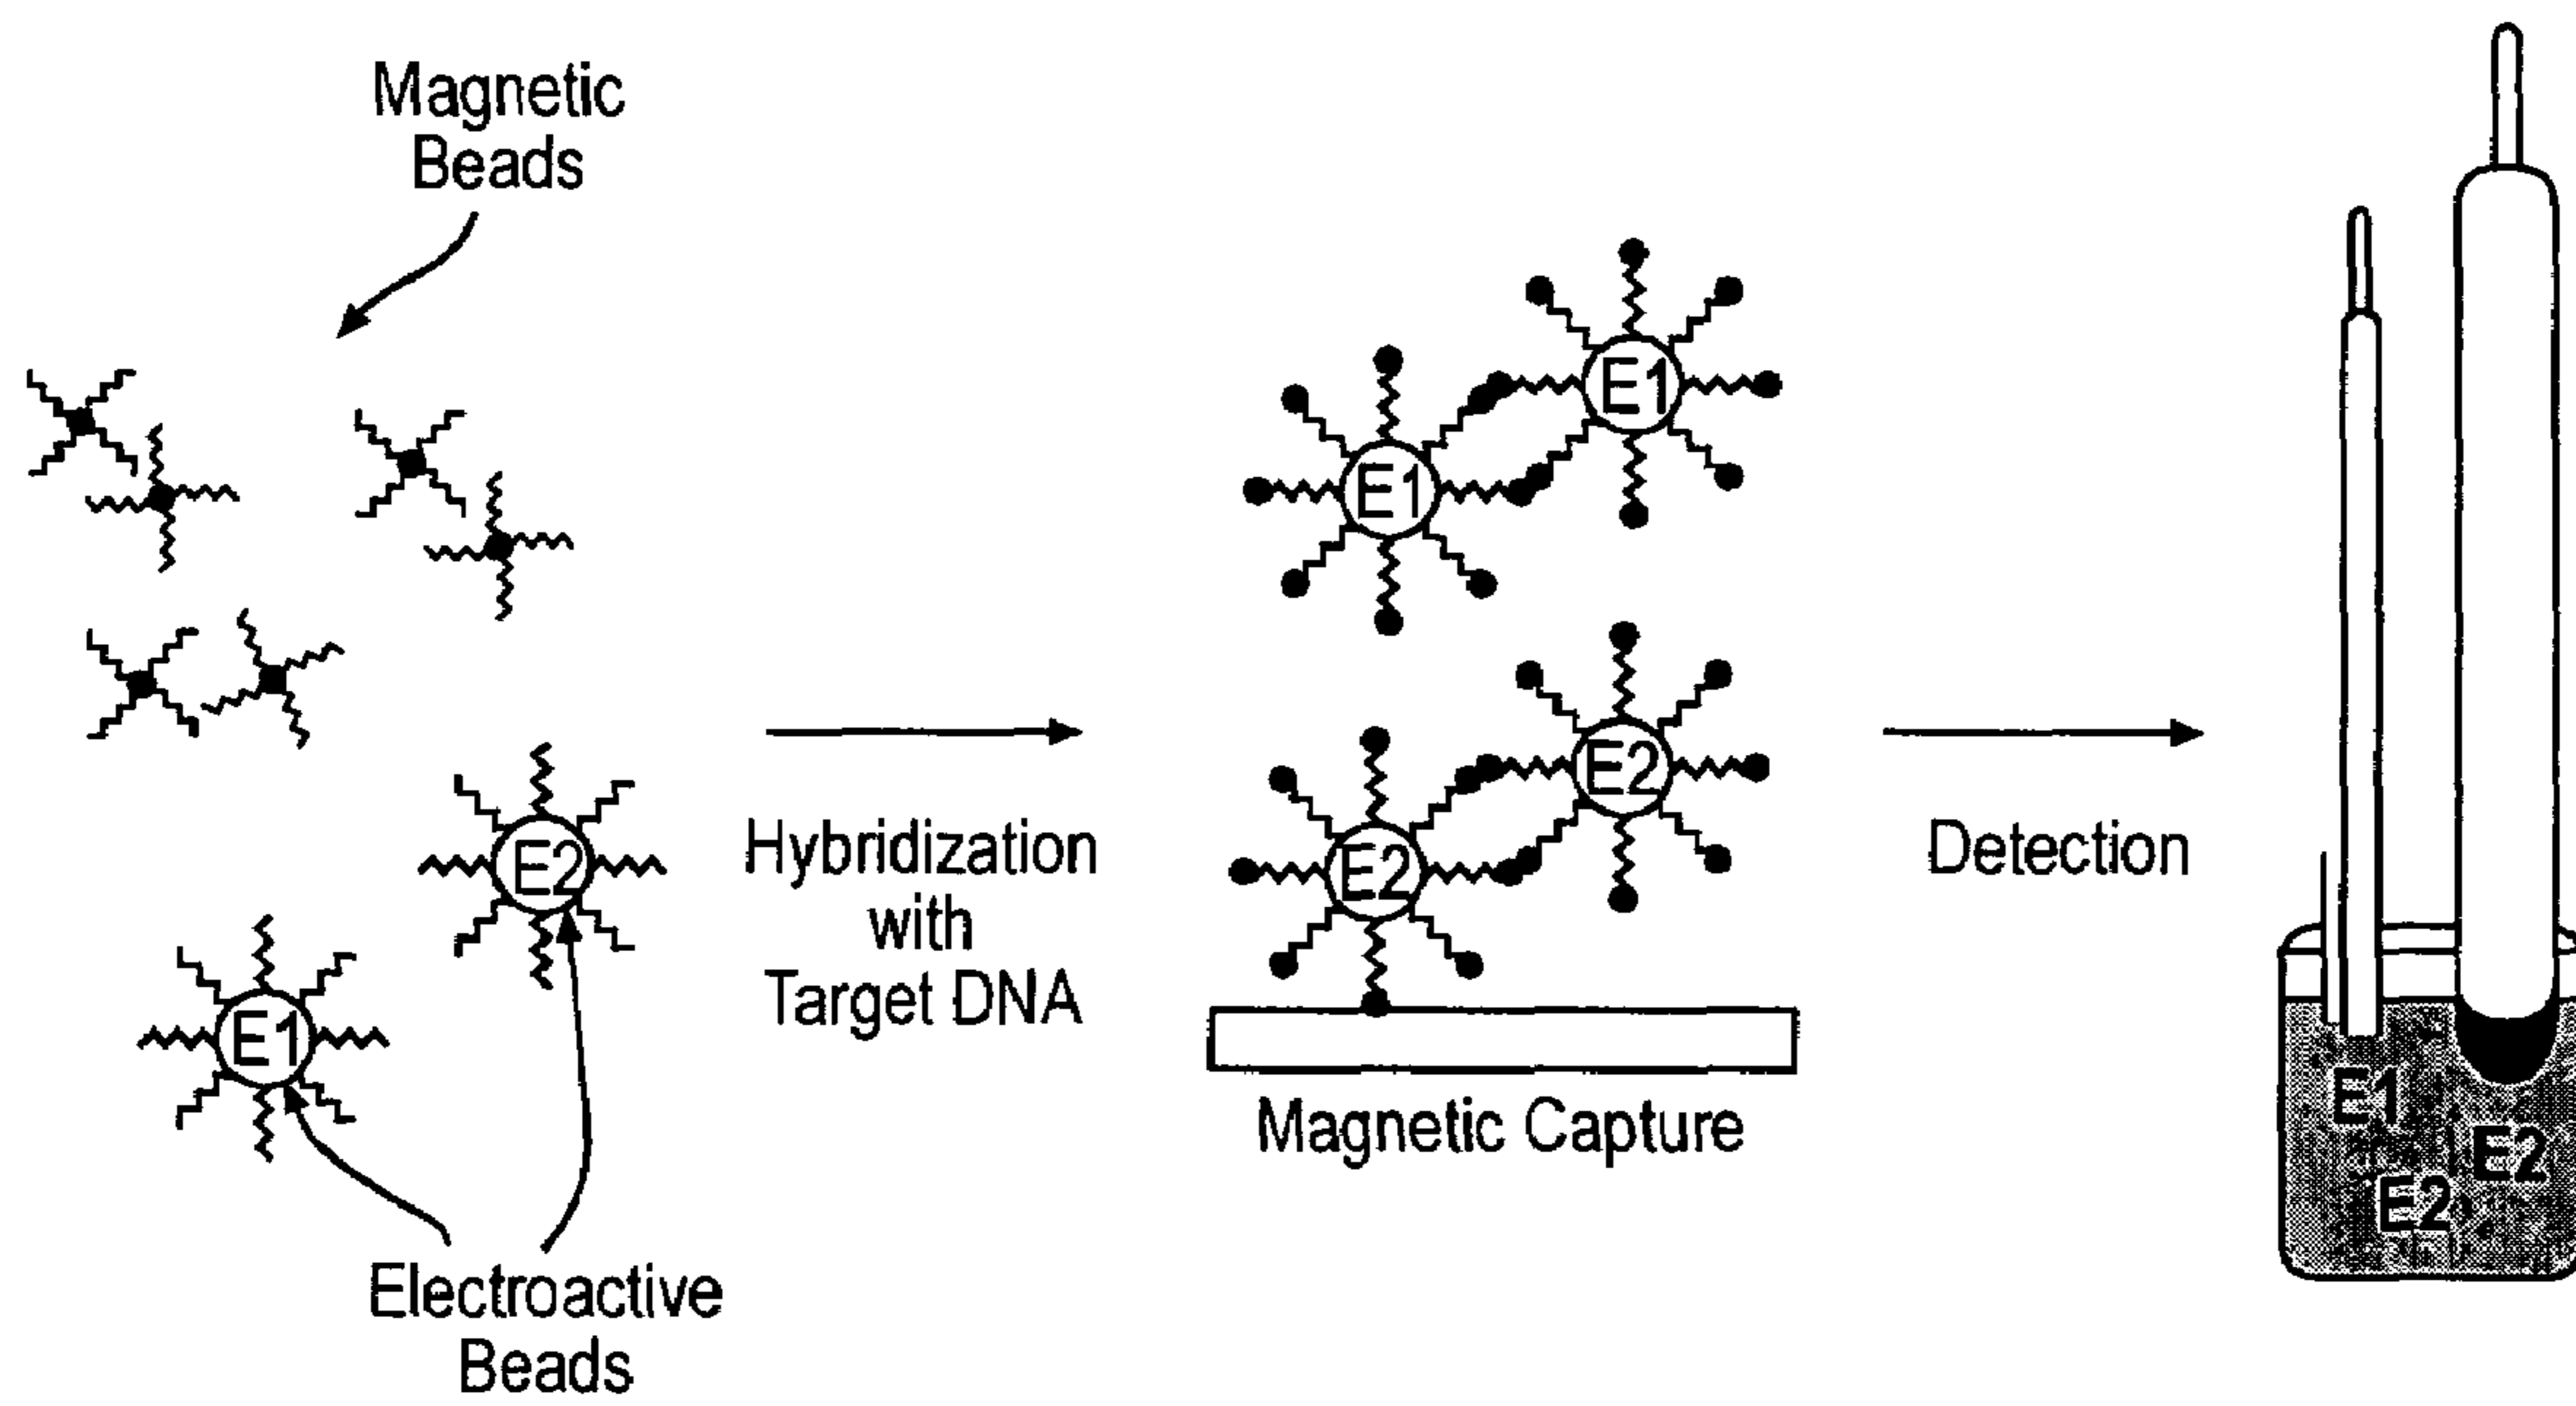 Magnetic
Beads
E1
E1
E2
E2
E2
E1
Hybridization
with
Target DNA
Magnetic Capture
Detection
E1
E2
E2
Electroactive
Beads